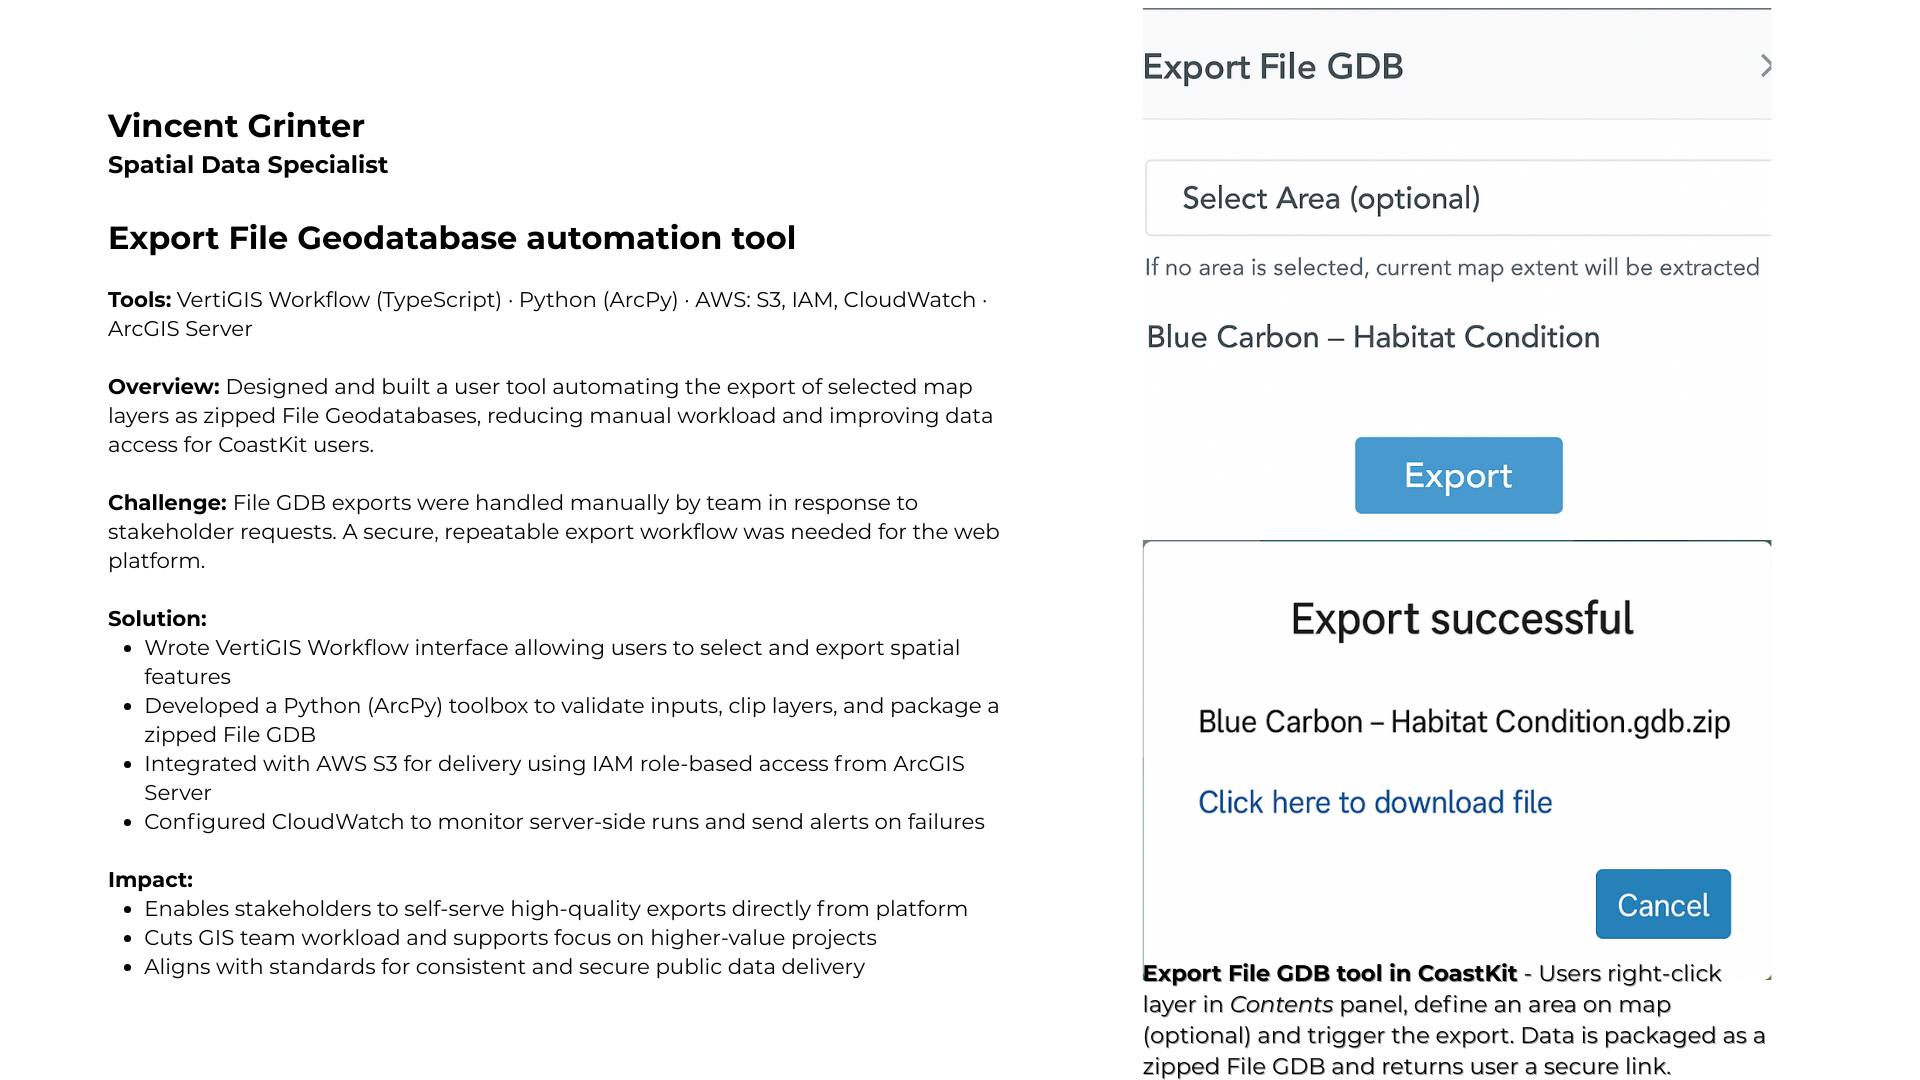 Vincent Grinter
Spatial Data Specialist
Export File Geodatabase automation tool
Tools: VertiGIS Workflow (TypeScript) · Python (ArcPy) · AWS: S3, IAM, CloudWatch ·
ArcGIS Server
Overview: Designed and built a user tool automating the export of selected map
layers as zipped File Geodatabases, reducing manual workload and improving data
access for CoastKit users.
Challenge: File GDB exports were handled manually by team in response to
stakeholder requests. A secure, repeatable export workflow was needed for the web
platform.
Solution:
• Wrote VertiGIS Workflow interface allowing users to select and export spatial
features
• Developed a Python (ArcPy) toolbox to validate inputs, clip layers, and package a
zipped File GDB
• Integrated with AWS S3 for delivery using IAM role-based access from ArcGIS
Server
• Configured CloudWatch to monitor server-side runs and send alerts on failures
Impact:
• Enables stakeholders to self-serve high-quality exports directly from platform
• Cuts GIS team workload and supports focus on higher-value projects
• Aligns with standards for consistent and secure public data delivery
Export File GDB
Select Area (optional)
If no area is selected, current map extent will be extracted
Blue Carbon – Habitat Condition
Export
Export successful
Blue Carbon – Habitat Condition.gdb.zip
Click here to download file
Cancel
Export File GDB tool in CoastKit - Users right-click
layer in Contents panel, define an area on map
(optional) and trigger the export. Data is packaged as a
zipped File GDB and returns user a secure link.